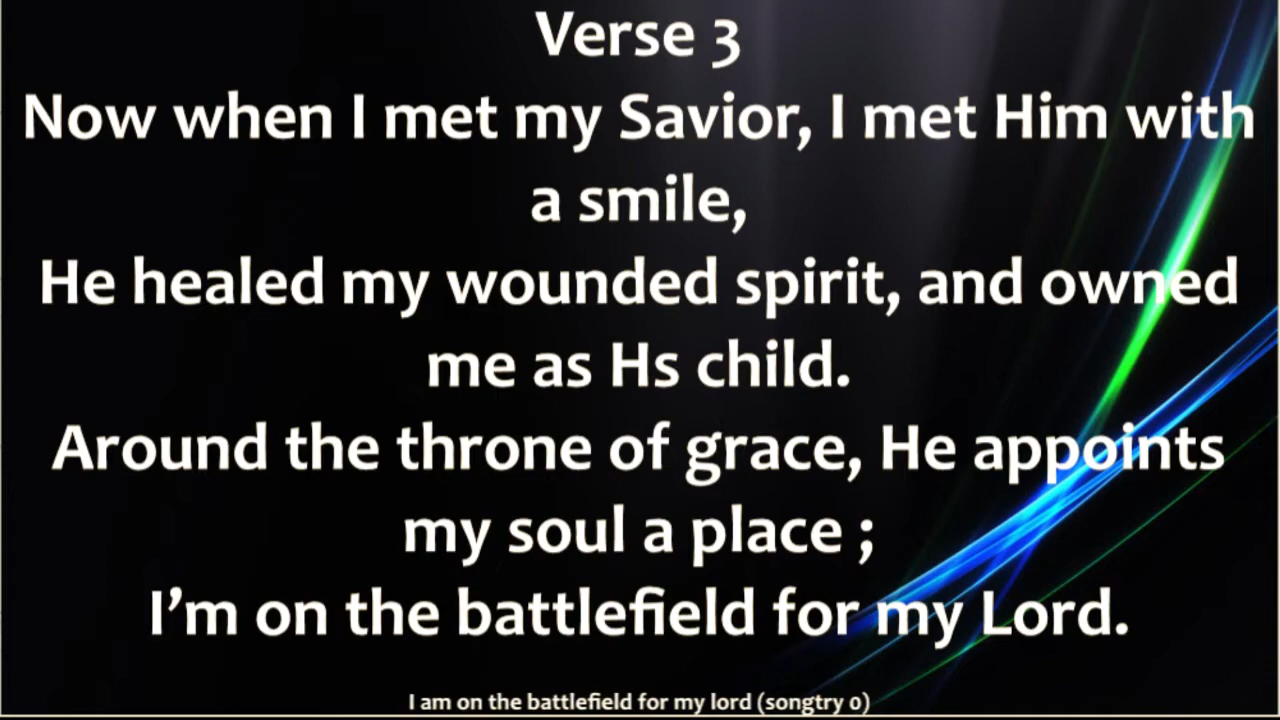 Verse 3
Now when I met my Savior, I met Him with
a smile,
He healed my wounded spirit, and owned
me as Hs child.
Around the throne of grace, He appoints
my soul a place ;
I’m on the battlefield for my Lord.
I am on the battlefield for my lord (songtry 0)